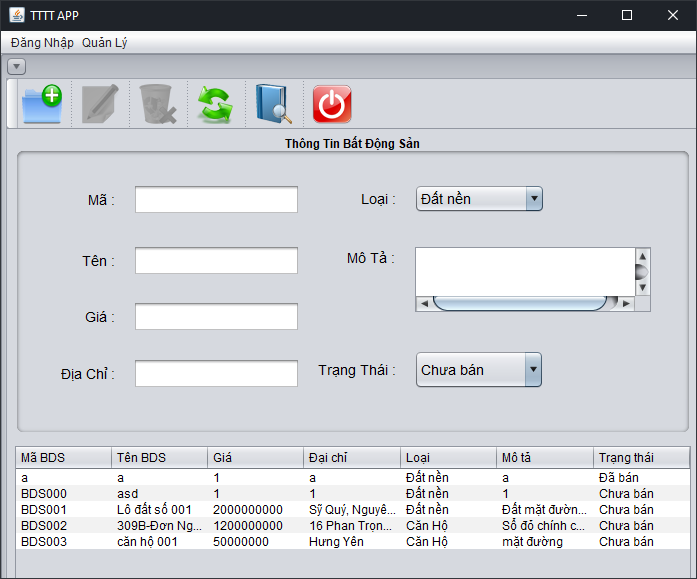 TTTT APP
Đăng Nhập Quản Lý
Thông Tin Bất Động Sản
Mã : Loại : Đất nền
Tên : Mô Tả :
Giá :
Địa Chỉ : Trạng Thái : Chưa bán
Mã BDS Tên BDS Giá Đại chỉ Loại Mô tả Trạng thái
a a 1 a Đất nền a Đã bán
BDS000 asd 1 1 Đất nền 1 Chưa bán
BDS001 Lô đất số 001 2000000000 Sỹ Quý, Nguyê... Đất nền Đất mặt đườn... Chưa bán
BDS002 309B-Đơn Ng... 1200000000 16 Phan Trọn... Căn Hộ Sổ đỏ chính c... Chưa bán
BDS003 căn hộ 001 50000000 Hưng Yên Căn Hộ mặt đường Chưa bán